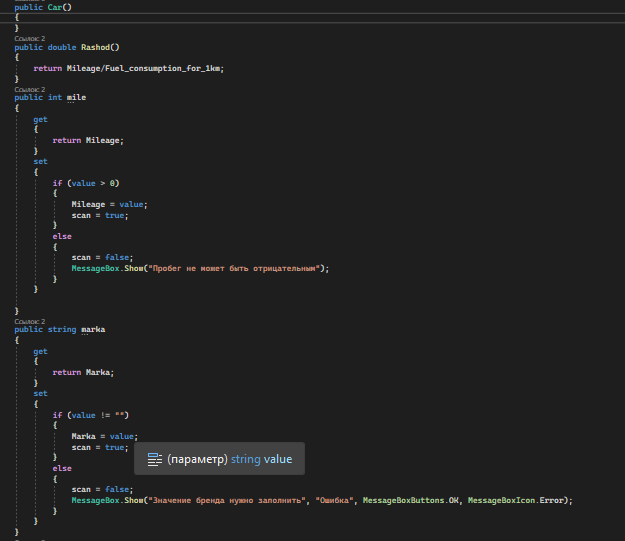 public Car()
{
}
Ссылок: 2
public double Rashod()
{
return Mileage/Fuel_consumption_for_1km;
}
Ссылок: 2
public int mile
{
get
{
return Mileage;
}
set
{
if (value > 0)
{
Mileage = value;
scan = true;
}
else
{
scan = false;
MessageBox.Show("Пробег не может быть отрицательным");
}
}
}
Ссылок: 2
public string marka
{
get
{
return Marka;
}
set
{
if (value != "")
{
Marka = value;
scan = true;
(параметр) string value
}
else
{
scan = false;
MessageBox.Show("Значение бренда нужно заполнить", "Ошибка", MessageBoxButtons.OK, MessageBoxIcon.Error);
}
}
}